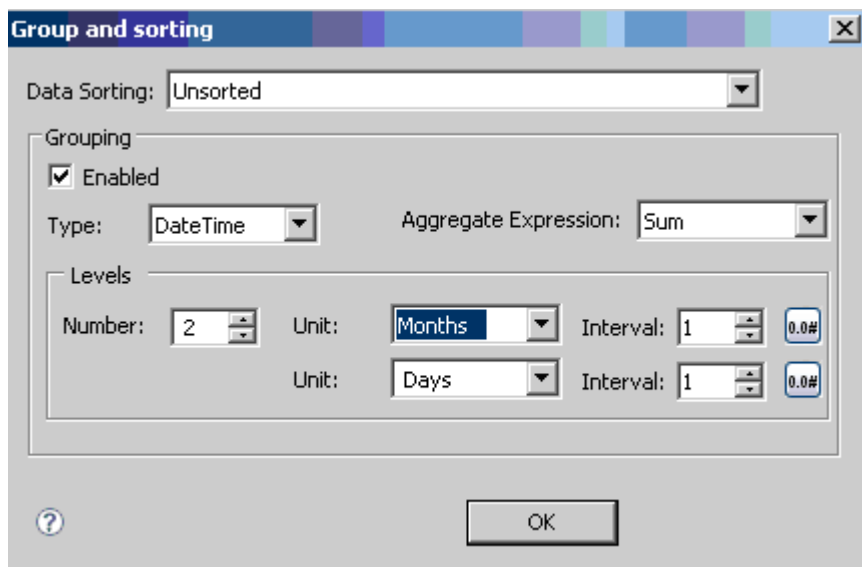 Group and sorting
Data Sorting: Unsorted
Grouping
Enabled
Type: DateTime Aggregate Expression: Sum
Levels
Number: 2 Unit: Months Interval: 1 0.0#
Unit: Days Interval: 1 0.0#
? OK